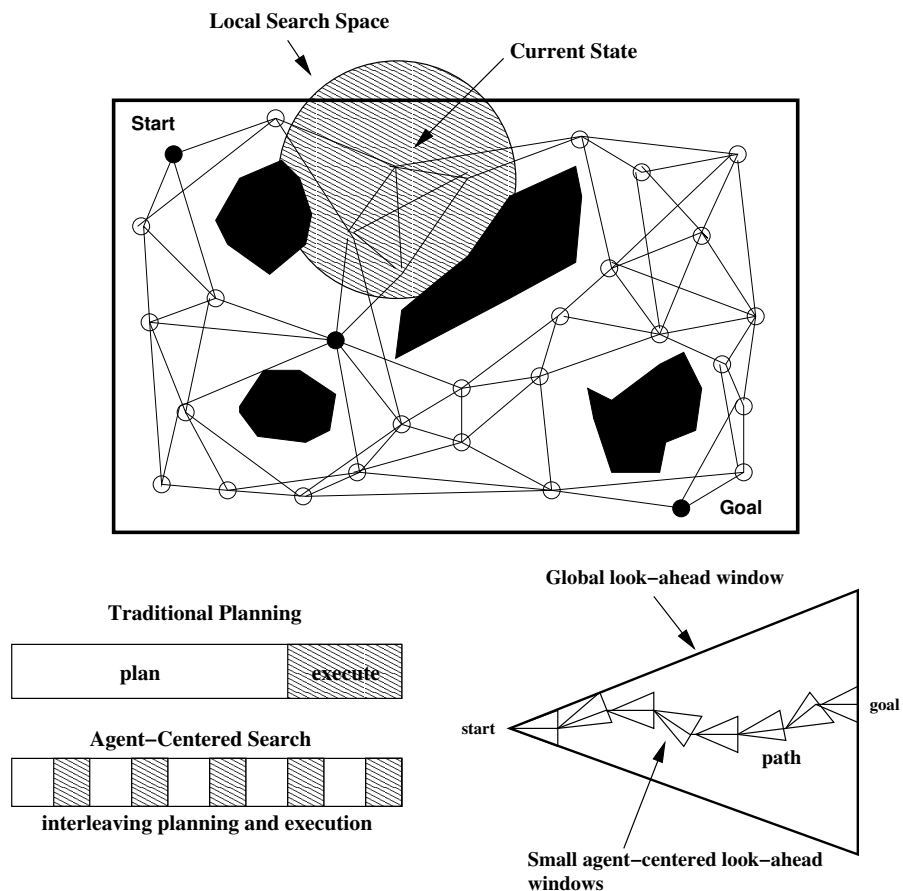 Local Search Space
Current State
Start
Goal
Traditional Planning
plan
execute
Agent−Centered Search
interleaving planning and execution
Global look−ahead window
start
goal
path
Small agent−centered look−ahead
windows